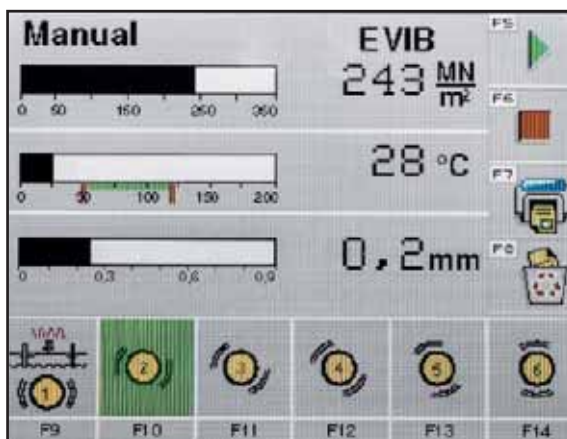 Manual EVIB F5
243 MN/m²
0 50 150 250 350
F6
28 °C
F7
0 50 100 150 200
0,2 mm F8
0 0,3 0,6 0,9
1 2 3 4 5 6
F9 F10 F11 F12 F13 F14